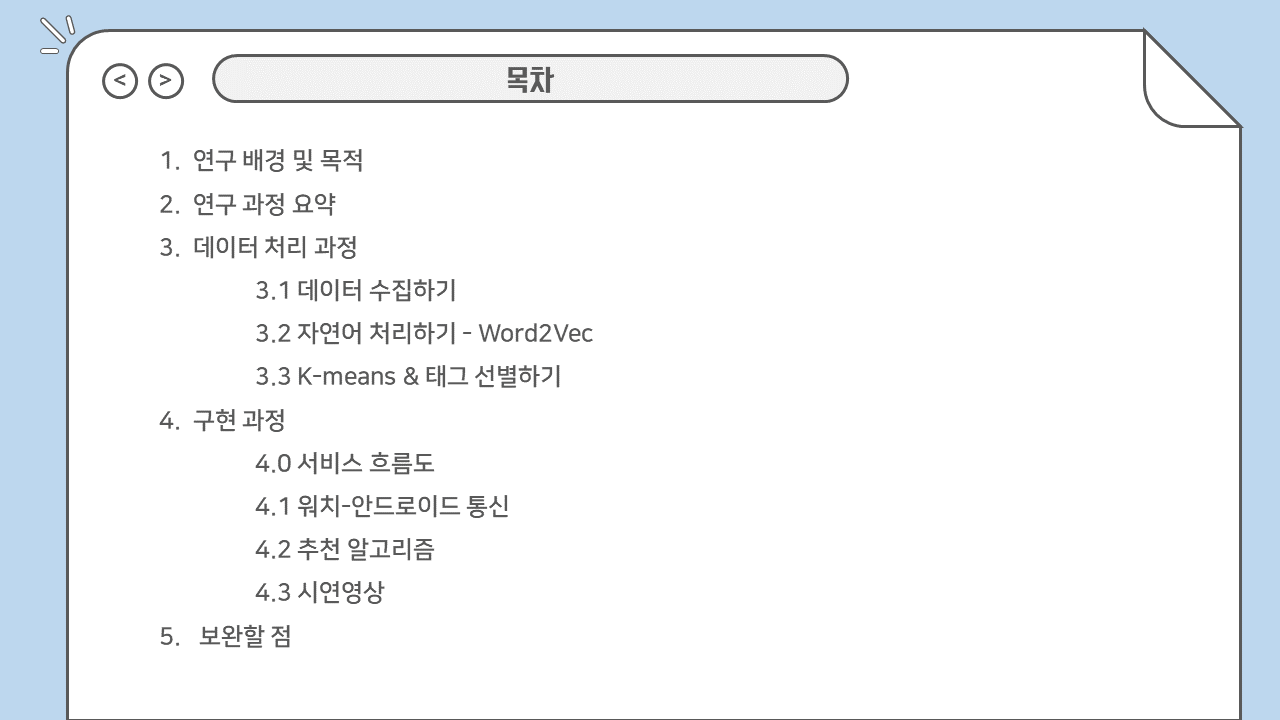 < > 목차
1. 연구 배경 및 목적
2. 연구 과정 요약
3. 데이터 처리 과정
3.1 데이터 수집하기
3.2 자연어 처리하기 - Word2Vec
3.3 K-means & 태그 선별하기
4. 구현 과정
4.0 서비스 흐름도
4.1 워치-안드로이드 통신
4.2 추천 알고리즘
4.3 시연영상
5. 보완할 점